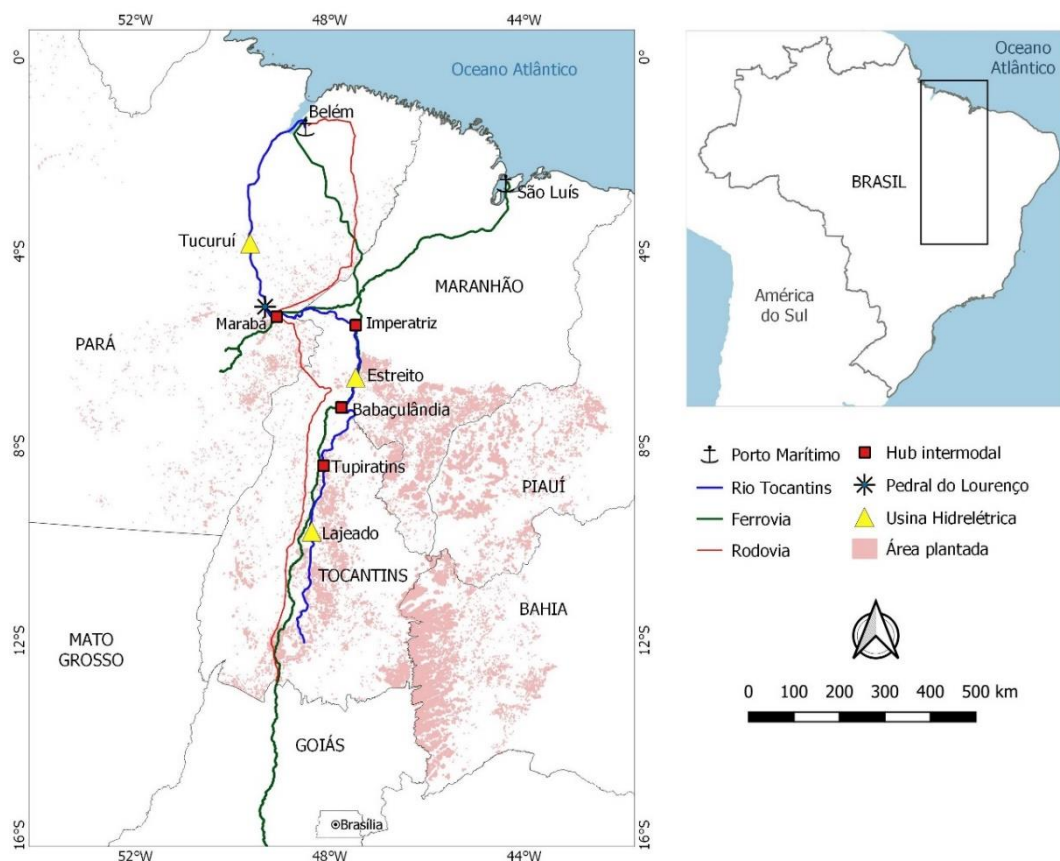 52°W
48°W
44°W
0°
0°
Oceano Atlântico
Belém
São Luís
Tucuruí
4°S
4°S
MARANHÃO
Marabá
Imperatriz
PARÁ
Estreito
Babaçulândia
8°S
8°S
Tupiratins
PIAUÍ
Lajeado
TOCANTINS
BAHIA
12°S
12°S
MATO
GROSSO
GOIÁS
Brasília
16°S
16°S
52°W
48°W
44°W
Oceano
Atlântico
BRASIL
América
do Sul
Porto Marítimo
Rio Tocantins
Ferrovia
Rodovia
Hub intermodal
Pedral do Lourenço
Usina Hidrelétrica
Área plantada
0 100 200 300 400 500 km